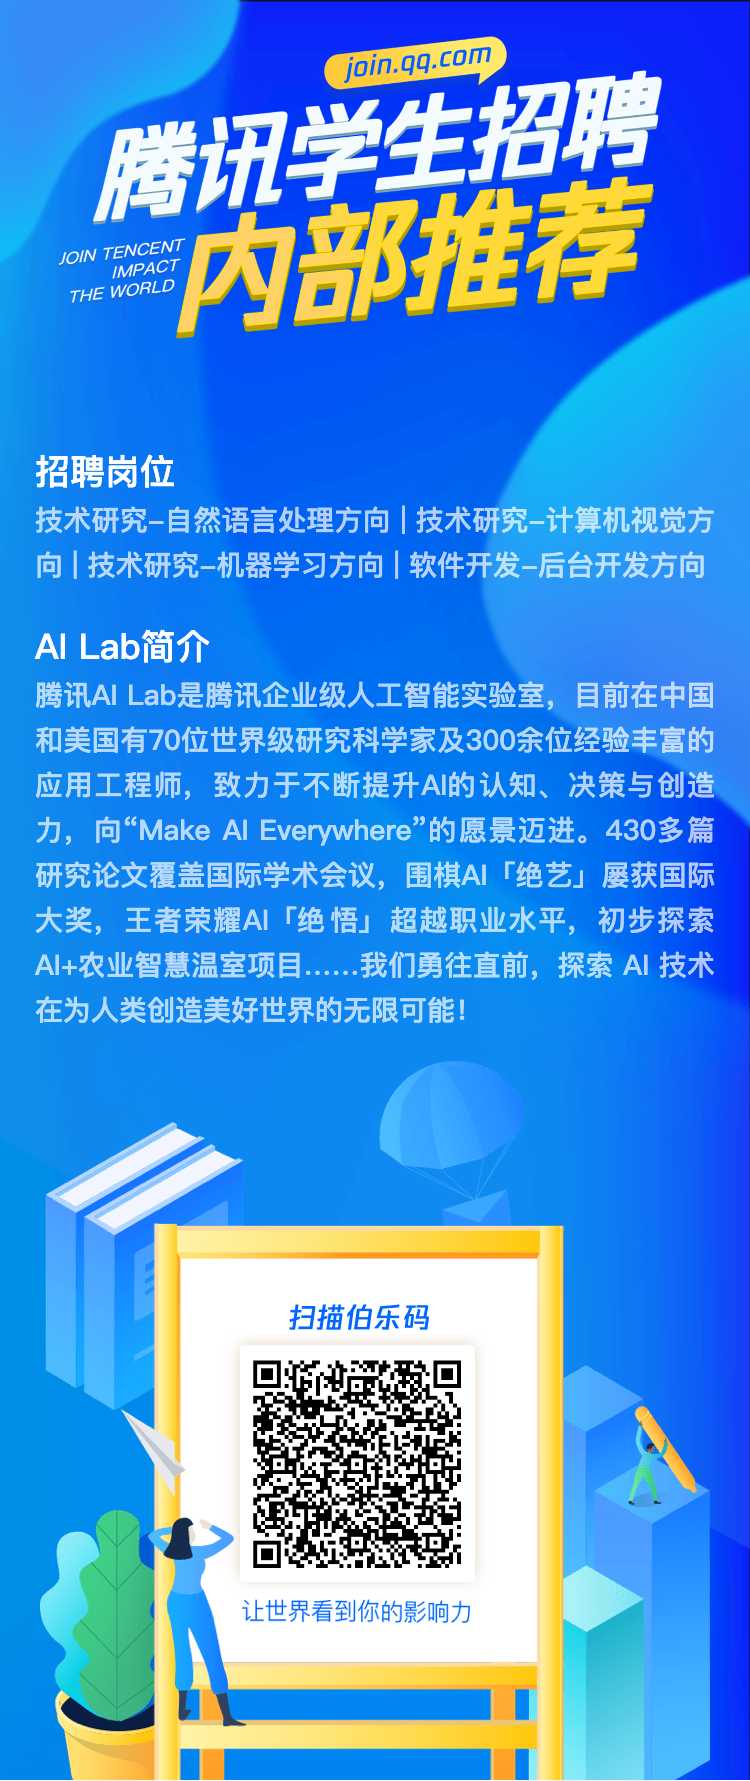 join.qq.com
腾讯学生招聘
内部推荐
JOIN TENCENT
IMPACT
THE WORLD
招聘岗位
技术研究-自然语言处理方向 | 技术研究-计算机视觉方
向 | 技术研究-机器学习方向 | 软件开发-后台开发方向
AI Lab简介
腾讯AI Lab是腾讯企业级人工智能实验室，目前在中国
和美国有70位世界级研究科学家及300余位经验丰富的
应用工程师，致力于不断提升AI的认知、决策与创造
力，向“Make AI Everywhere”的愿景迈进。430多篇
研究论文覆盖国际学术会议，围棋AI「绝艺」屡获国际
大奖，王者荣耀AI「绝悟」超越职业水平，初步探索
AI+农业智慧温室项目……我们勇往直前，探索 AI 技术
在为人类创造美好世界的无限可能！
扫描伯乐码
让世界看到你的影响力